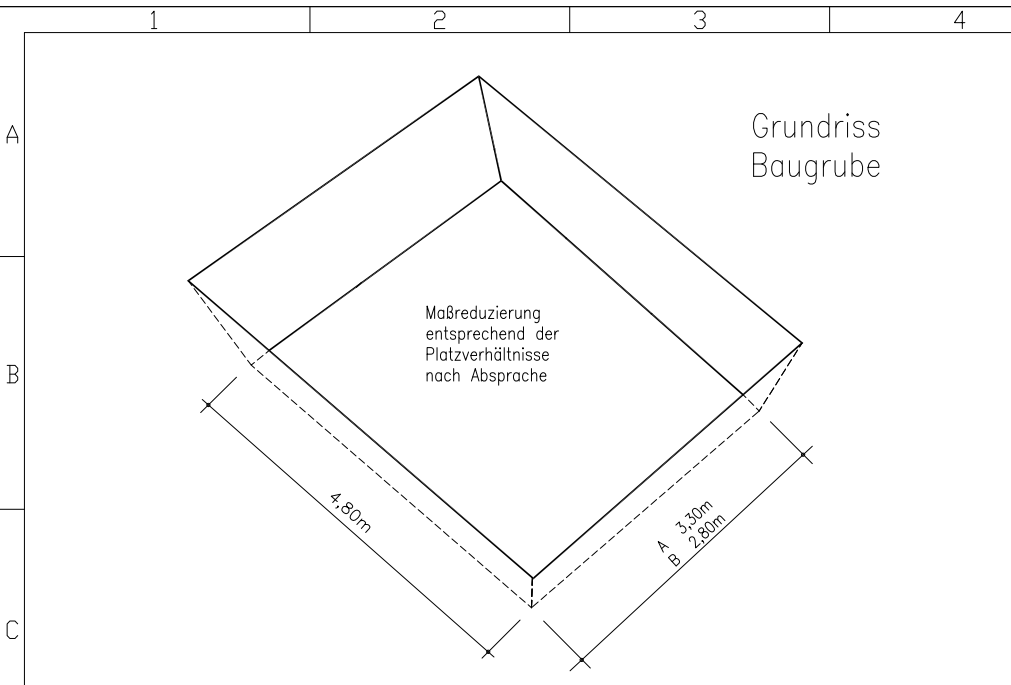 1 2 3 4
A
B
C
Grundriss
Baugrube
Maßreduzierung
entsprechend der
Platzverhältnisse
nach Absprache
4,80m
A 3,30m
B 2,80m